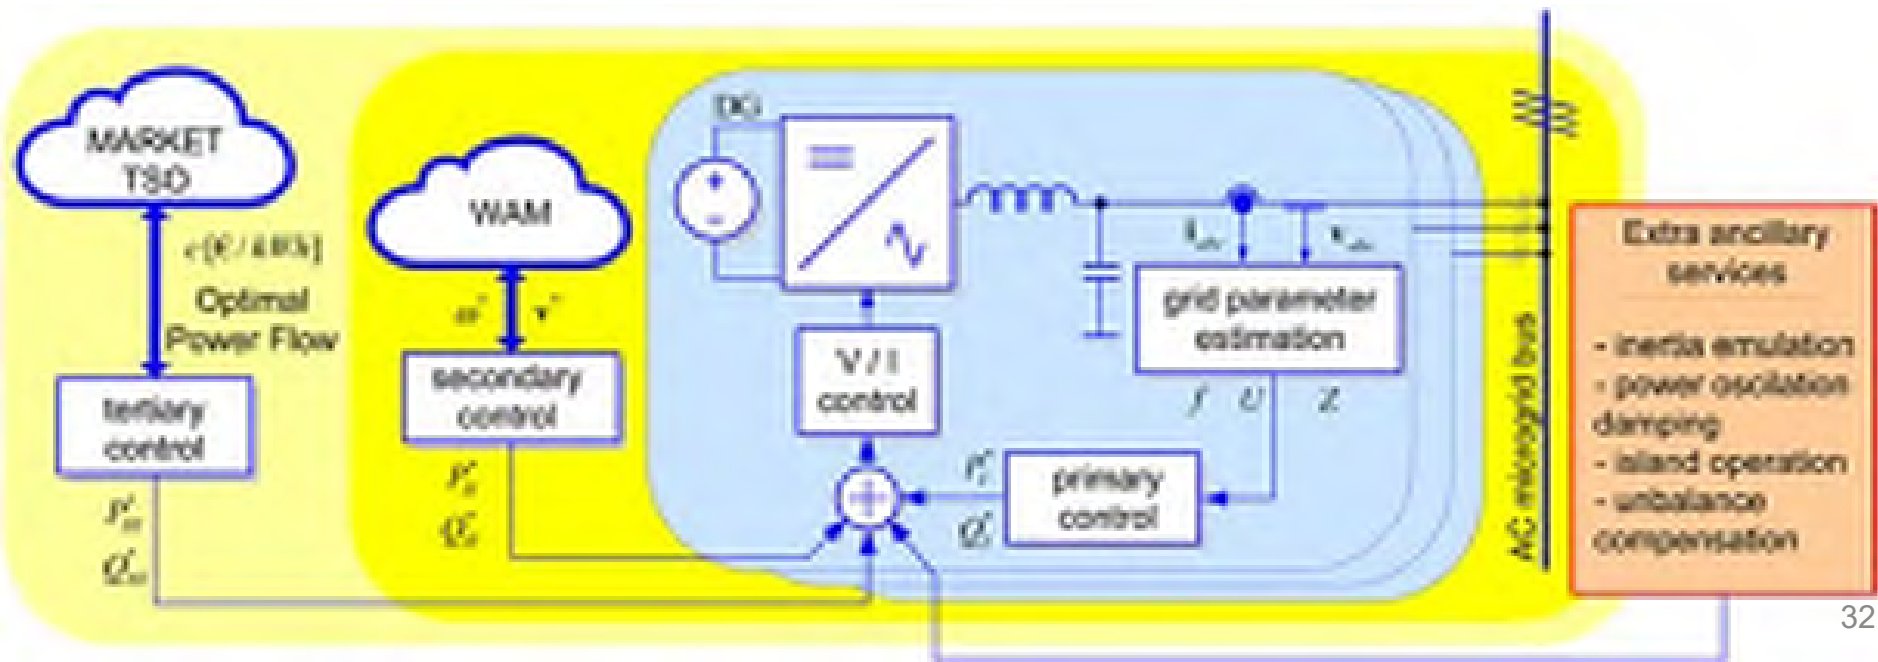 MARKET
TSO
Optimal
Power Flow
tertiary
control
WAM
secondary
control
DG
V / I
control
grid parameter
estimation
f U Z
primary
control
AC microgrid bus
Extra ancillary
services
- inertia emulation
- power oscilation
damping
- island operation
- unbalance
compensation
32